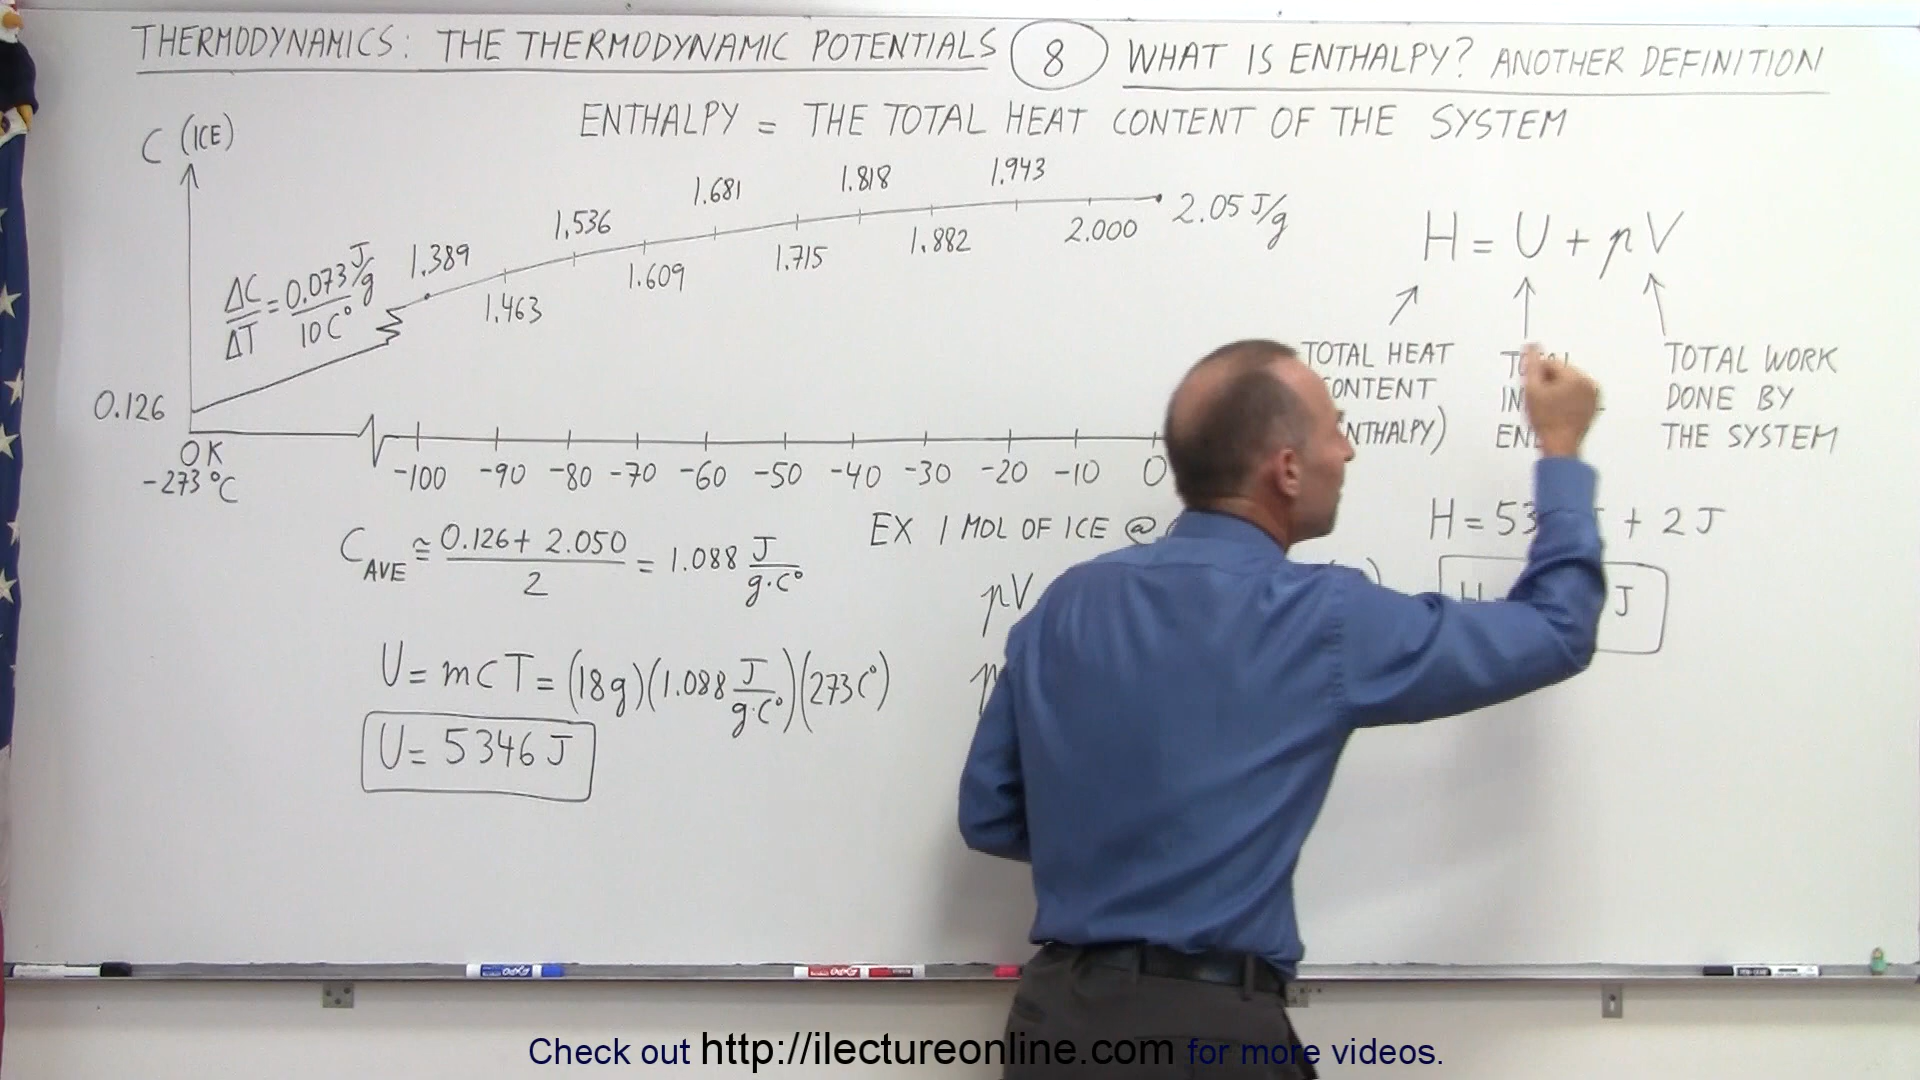 THERMODYNAMICS: THE THERMODYNAMIC POTENTIALS 8 WHAT IS ENTHALPY? ANOTHER DEFINITION
ENTHALPY = THE TOTAL HEAT CONTENT OF THE SYSTEM
C (ICE)
1.389 1.536 1.681 1.818 1.943
1.463 1.609 1.715 1.882 2.000 2.05 J/g
ΔC/ΔT = 0.073 J/g / 10 C°
0.126
0 K
-273 °C
-100 -90 -80 -70 -60 -50 -40 -30 -20 -10 0
H = U + pV
TOTAL HEAT
CONTENT
TOTAL WORK
DONE BY
THE SYSTEM
C AVE ≅ 0.126 + 2.050 / 2 = 1.088 J / g·C°
U = mCT = (18g)(1.088 J / g·C°)(273 C°)
U = 5346 J
EX 1 MOL OF ICE @
pV
H = 53 + 2 J
J
Check out http://ilectureonline.com for more videos.